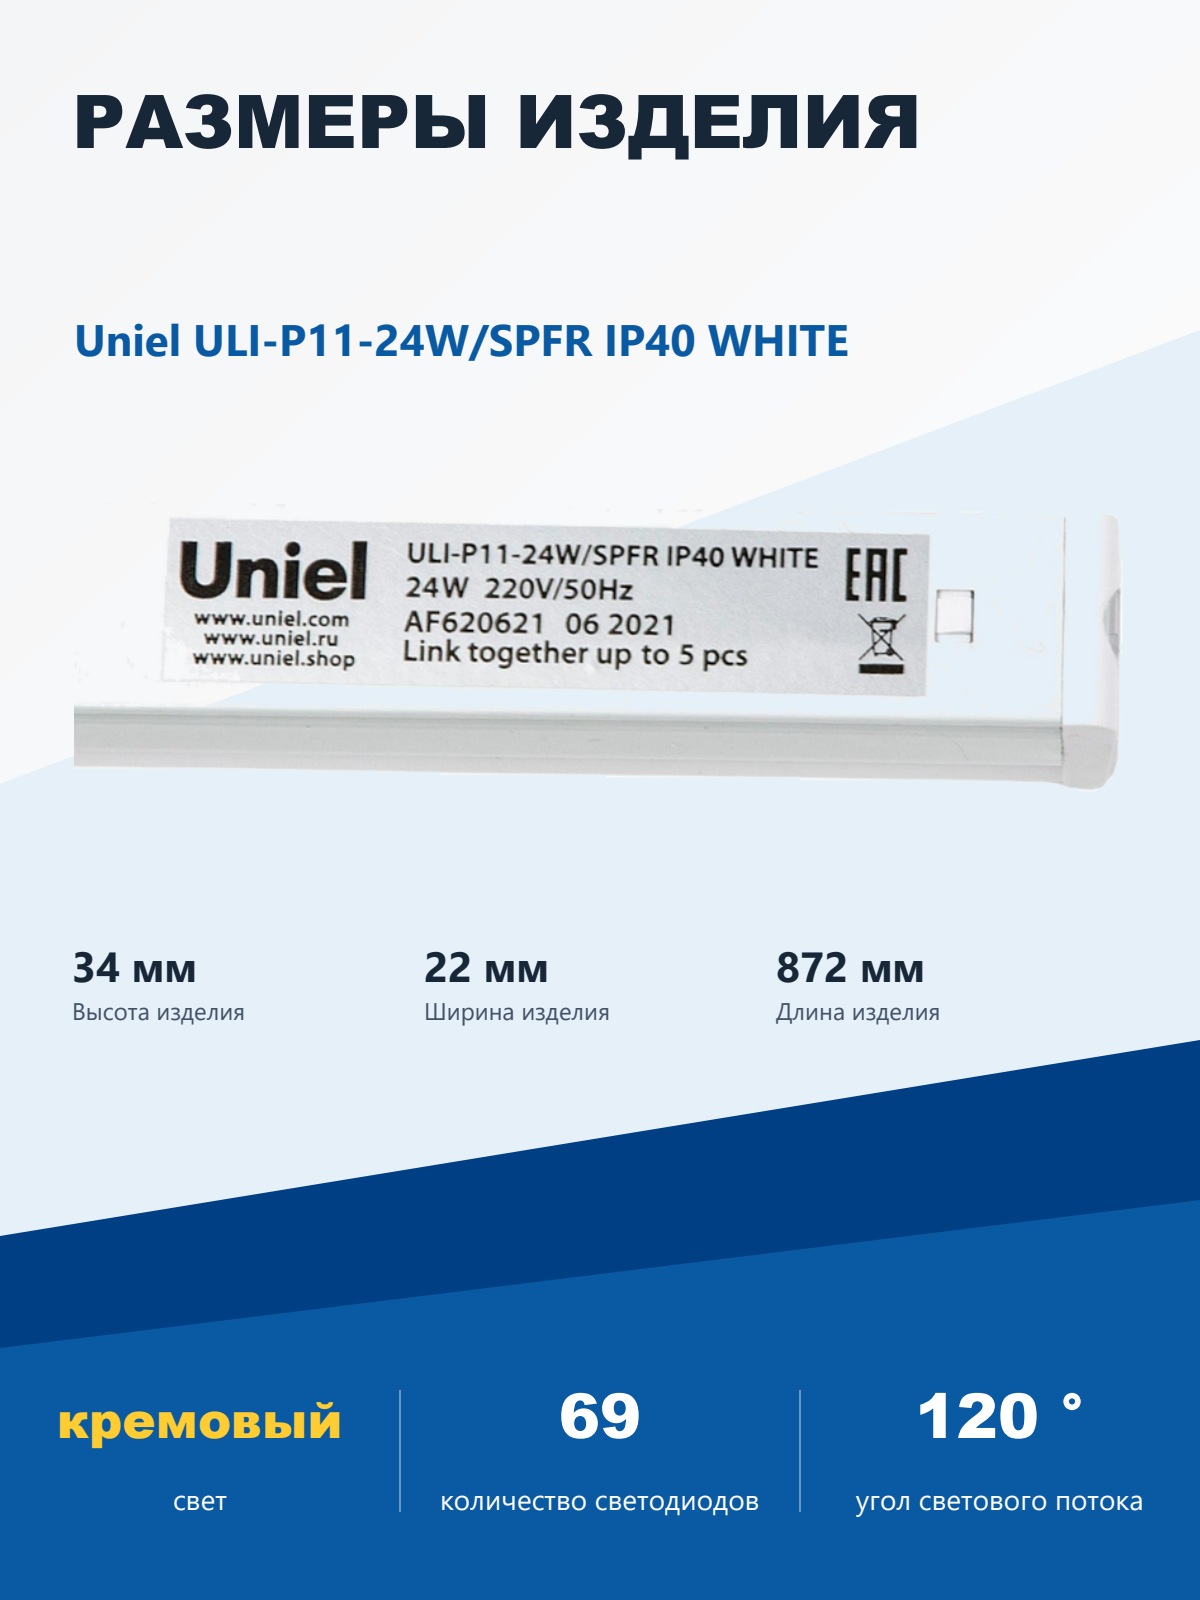 РАЗМЕРЫ ИЗДЕЛИЯ
Uniel ULI-P11-24W/SPFR IP40 WHITE
Uniel
www.uniel.com
www.uniel.ru
www.uniel.shop
ULI-P11-24W/SPFR IP40 WHITE
24W 220V/50Hz
AF620621 06 2021
Link together up to 5 pcs
EAC
34 мм
Высота изделия
22 мм
Ширина изделия
872 мм
Длина изделия
кремовый
свет
69
количество светодиодов
120 °
угол светового потока